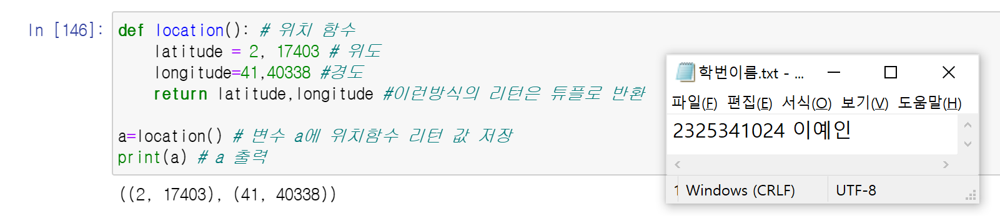 In [146]:
def location(): # 위치 함수
    latitude = 2, 17403 # 위도
    longitude=41,40338 #경도
    return latitude,longitude #이런방식의 리턴은 튜플로 반환
a=location() # 변수 a에 위치함수 리턴 값 저장
print(a) # a 출력
((2, 17403), (41, 40338))
학번이름.txt - ...
파일(F) 편집(E) 서식(O) 보기(V) 도움말(H)
2325341024 이예인
Windows (CRLF) UTF-8